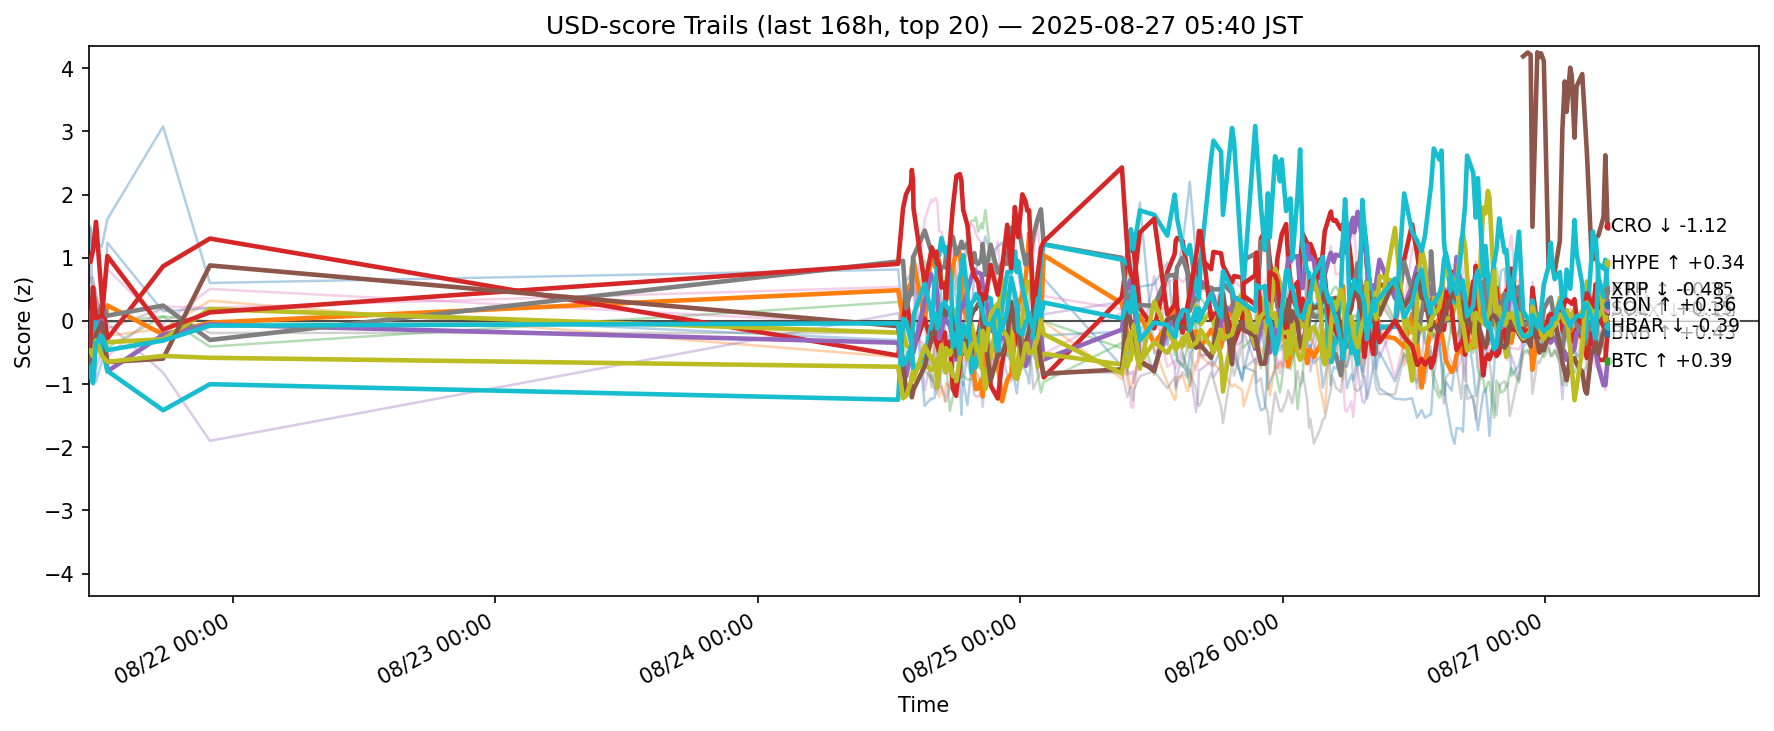 USD-score Trails (last 168h, top 20) — 2025-08-27 05:40 JST
Score (z)
4
3
2
1
0
−1
−2
−3
−4
CRO ↓ -1.12
HYPE ↑ +0.34
XRP ↓ -0.48
TON ↑ +0.36
HBAR ↓ -0.39
BNB ↑ +0.43
BTC ↑ +0.39
08/22 00:00
08/23 00:00
08/24 00:00
08/25 00:00
08/26 00:00
08/27 00:00
Time